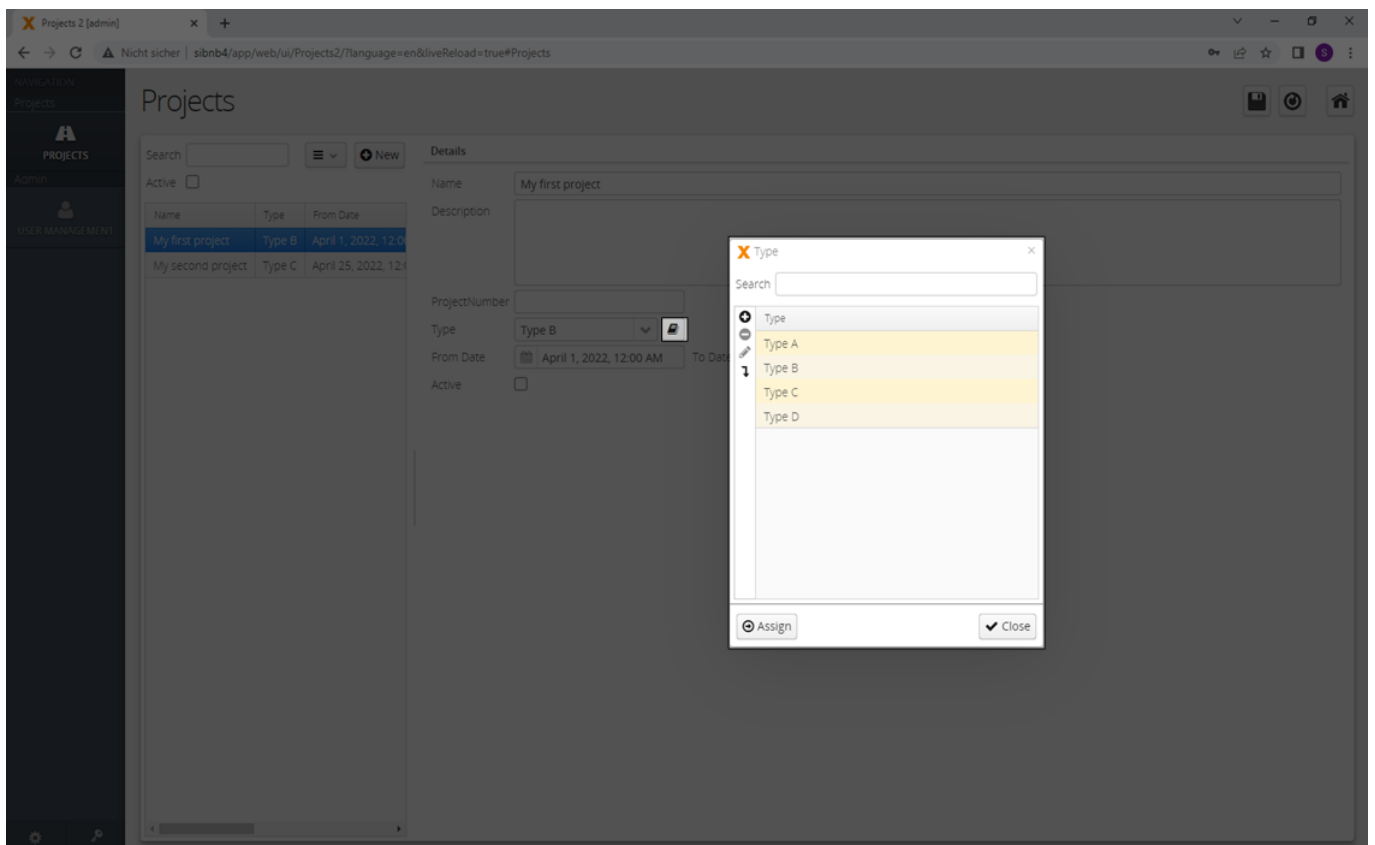 Projects 2 [admin]
Nicht sicher | sibnb4/app/web/ui/Projects2/?language=en&liveReload=true#Projects
S
NAVIGATION
Projects
PROJECTS
Admin
USER MANAGEMENT
Projects
Search
New
Active
Name Type From Date
My first project Type B April 1, 2022, 12:0
My second project Type C April 25, 2022, 12:
Details
Name My first project
Description
ProjectNumber
Type Type B
From Date April 1, 2022, 12:00 AM To Date
Active
Type
Search
Type
Type A
Type B
Type C
Type D
Assign Close